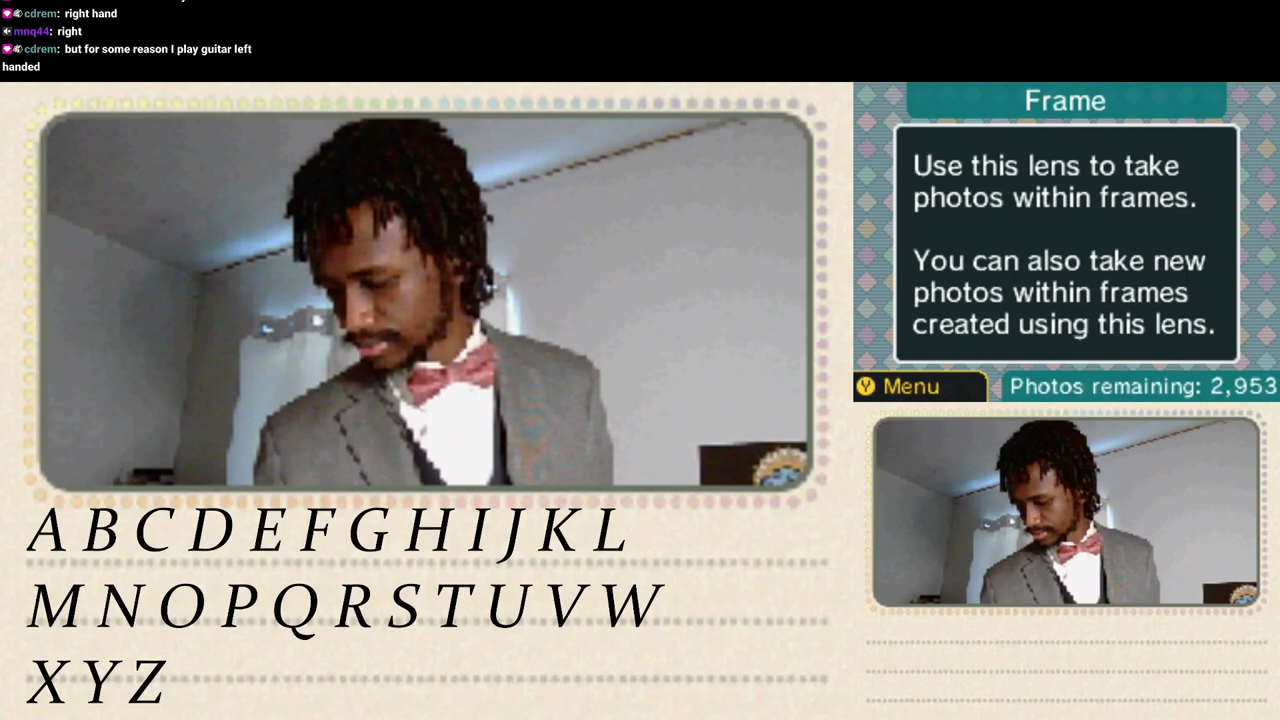 cdrem: right hand
mnq44: right
cdrem: but for some reason I play guitar left
handed
Frame
Use this lens to take
photos within frames.
You can also take new
photos within frames
created using this lens.
Y Menu
Photos remaining: 2,953
A B C D E F G H I J K L
M N O P Q R S T U V W
X Y Z